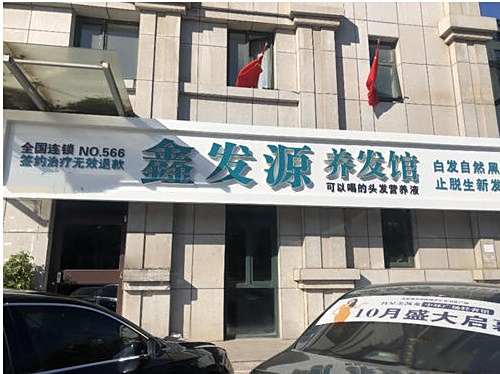 全国连锁 NO.566
签约治疗无效退款
鑫发源 养发馆
可以喝的头发营养液
白发自然黑
止脱生新发
10月盛大启幕